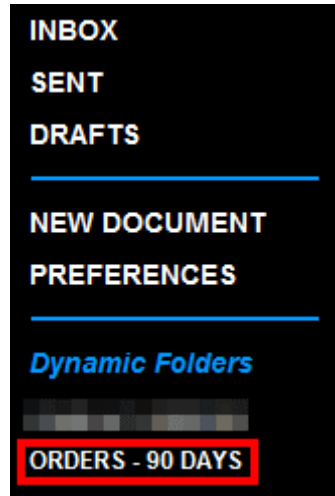 INBOX
SENT
DRAFTS
NEW DOCUMENT
PREFERENCES
Dynamic Folders
ORDERS - 90 DAYS